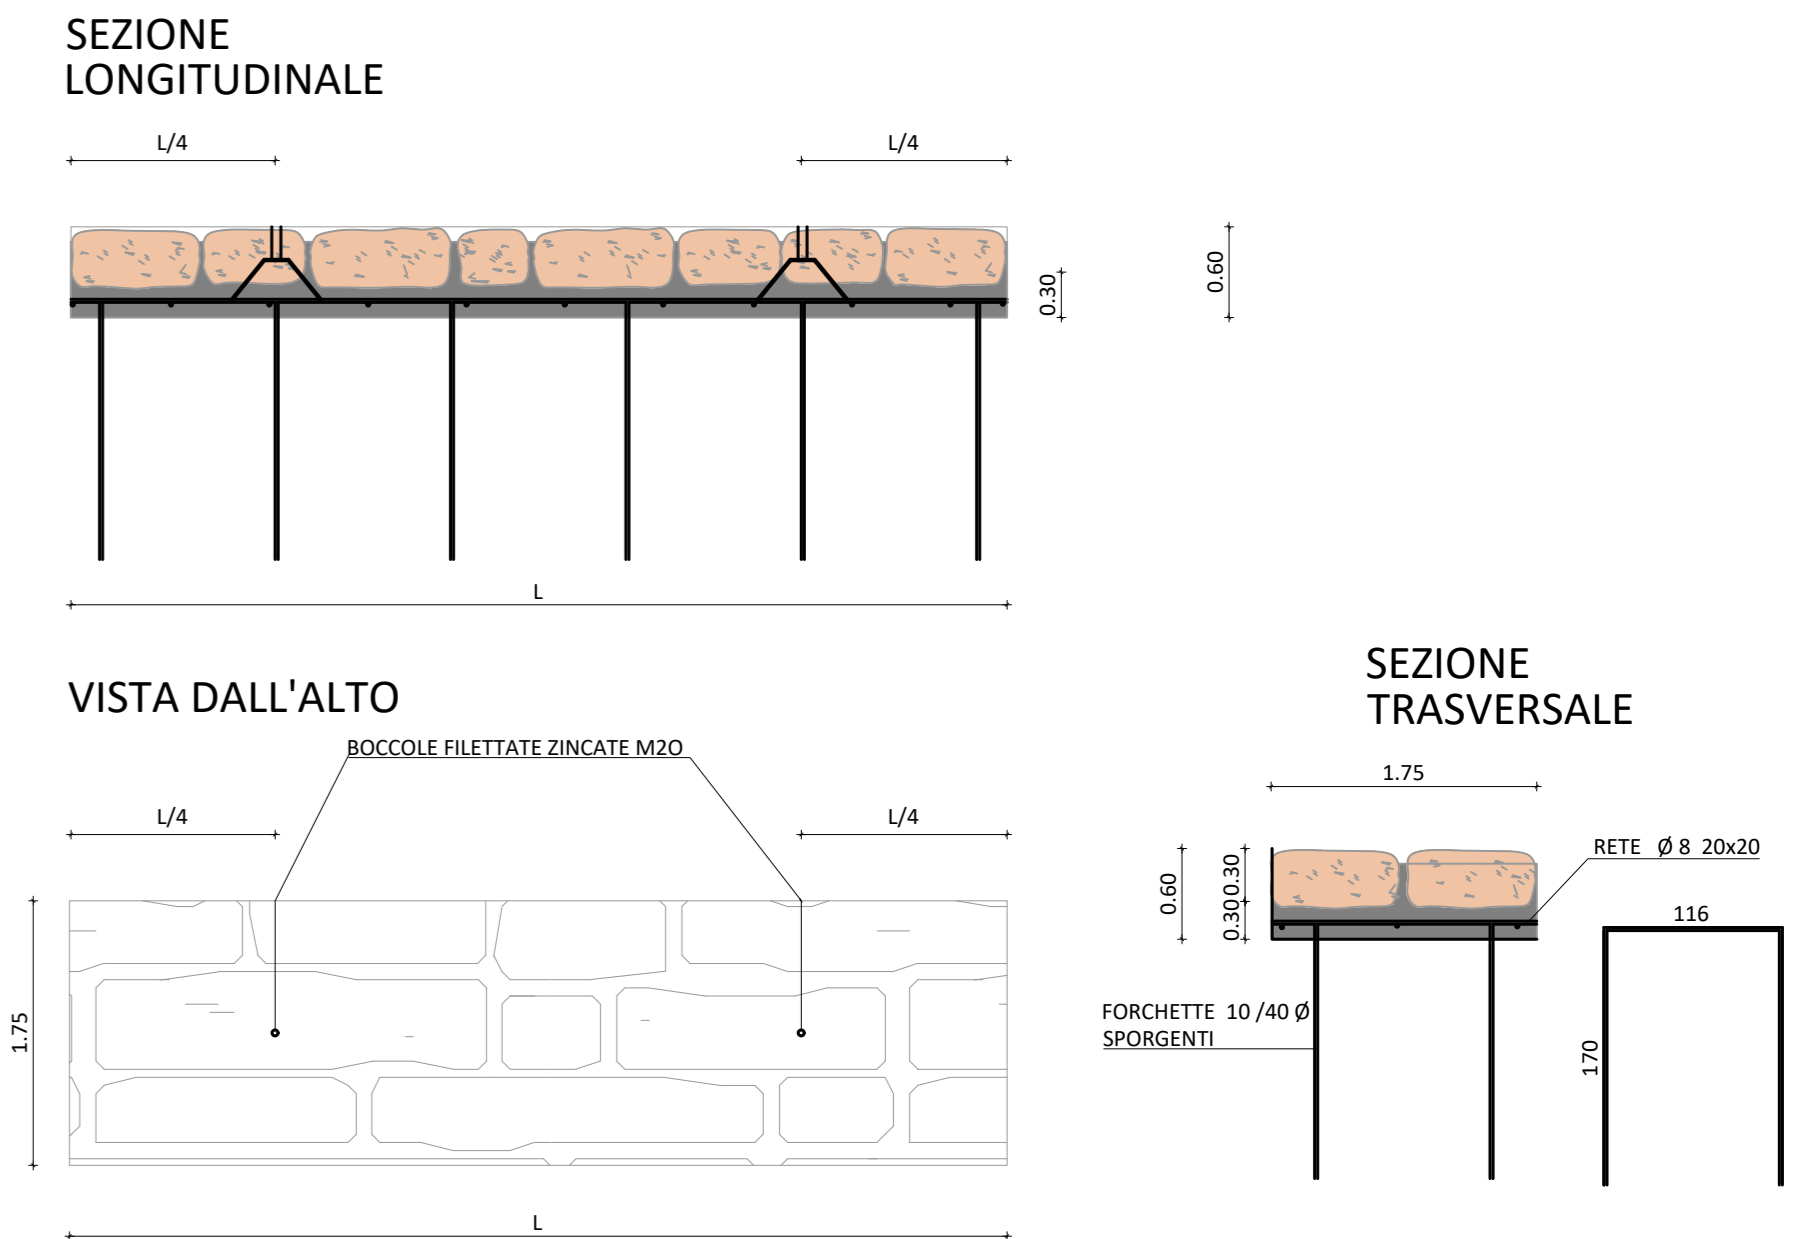 SEZIONE
LONGITUDINALE
L/4
L/4
0.30
0.60
L
VISTA DALL'ALTO
BOCCOLE FILETTATE ZINCATE M2O
L/4
L/4
1.75
L
SEZIONE
TRASVERSALE
1.75
0.60
0.30
0.30
RETE Ø 8 20x20
FORCHETTE 10 /40 Ø
SPORGENTI
116
170